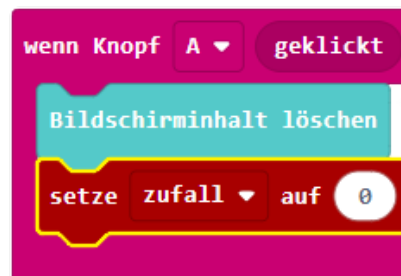 wenn Knopf A geklickt
Bildschirminhalt löschen
setze zufall auf 0